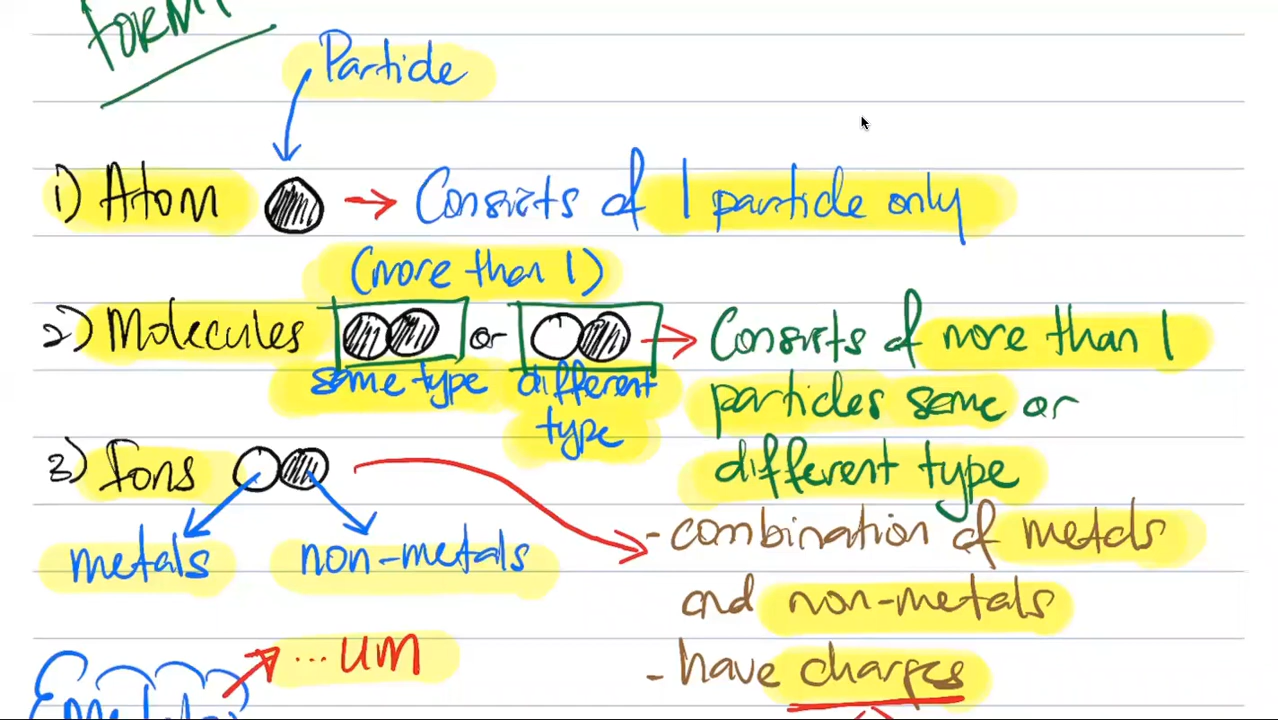 Particle
1) Atom → Consists of 1 particle only
(more than 1)
2) Molecules or → Consists of more than 1
same type different particles same or
type different type
3) Ions
- combination of metals
metals non-metals
and non-metals
...um
- have charges